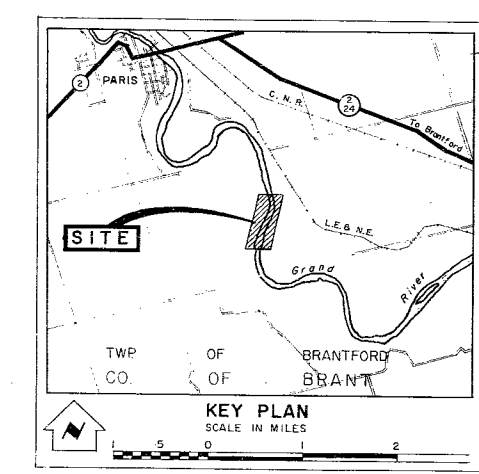 2
PARIS
C.N.R.
2
24
To Brantford
SITE
L.E.& N.E.
Grand River
TWP. OF BRANTFORD
CO. OF BRANT
KEY PLAN
SCALE IN MILES
N
1 .5 0 1 2